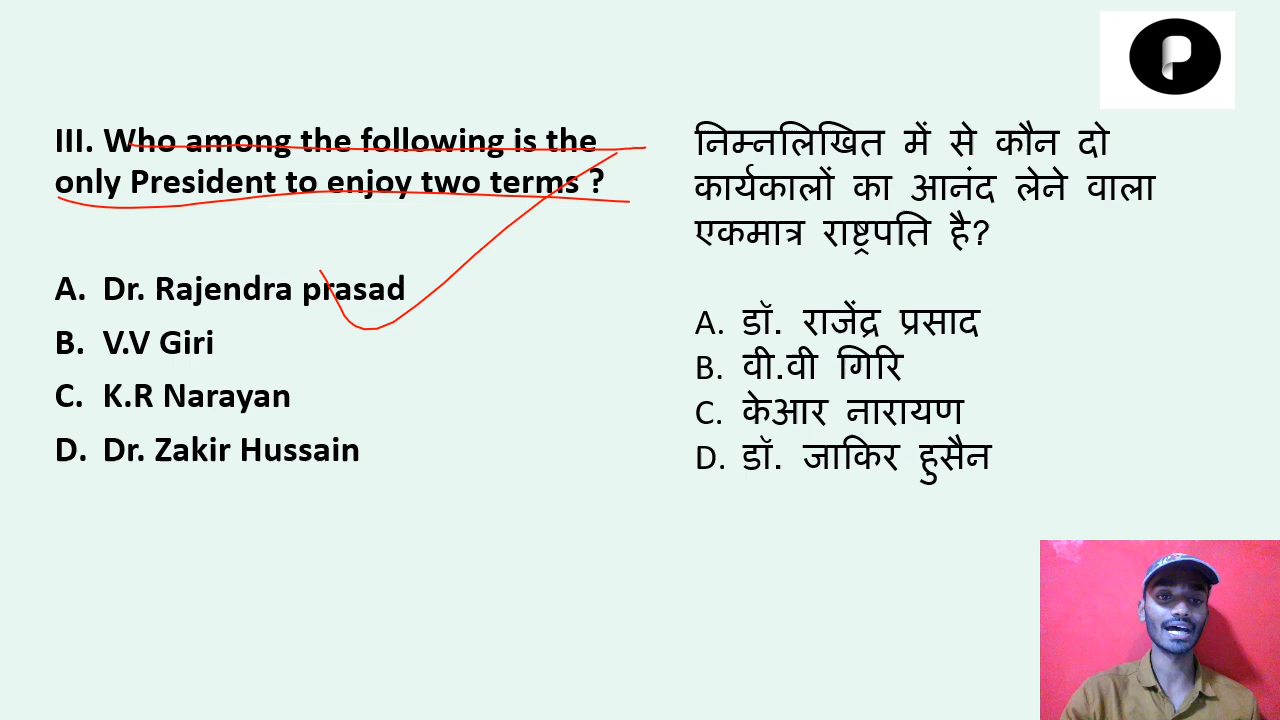 III. Who among the following is the
only President to enjoy two terms ?
A. Dr. Rajendra prasad
B. V.V Giri
C. K.R Narayan
D. Dr. Zakir Hussain
निम्नलिखित में से कौन दो
कार्यकालों का आनंद लेने वाला
एकमात्र राष्ट्रपति है?
A. डॉ. राजेंद्र प्रसाद
B. वी.वी गिरि
C. केआर नारायण
D. डॉ. जाकिर हुसैन
P